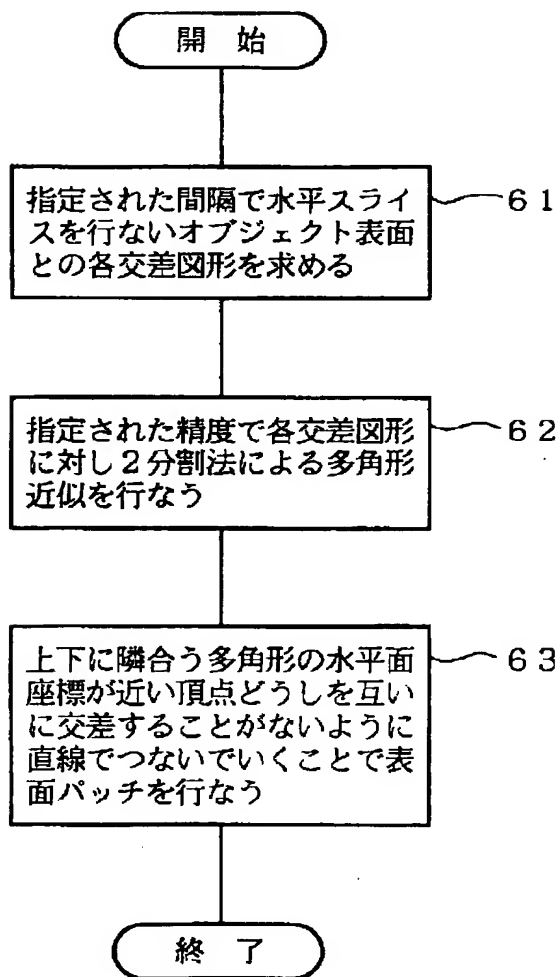 開 始
指定された間隔で水平スライ
スを行ないオブジェクト表面
との各交差図形を求める
61
指定された精度で各交差図形
に対し2分割法による多角形
近似を行なう
62
上下に隣合う多角形の水平面
座標が近い頂点どうしを互い
に交差することがないように
直線でつないでいくことで表
面パッチを行なう
63
終 了